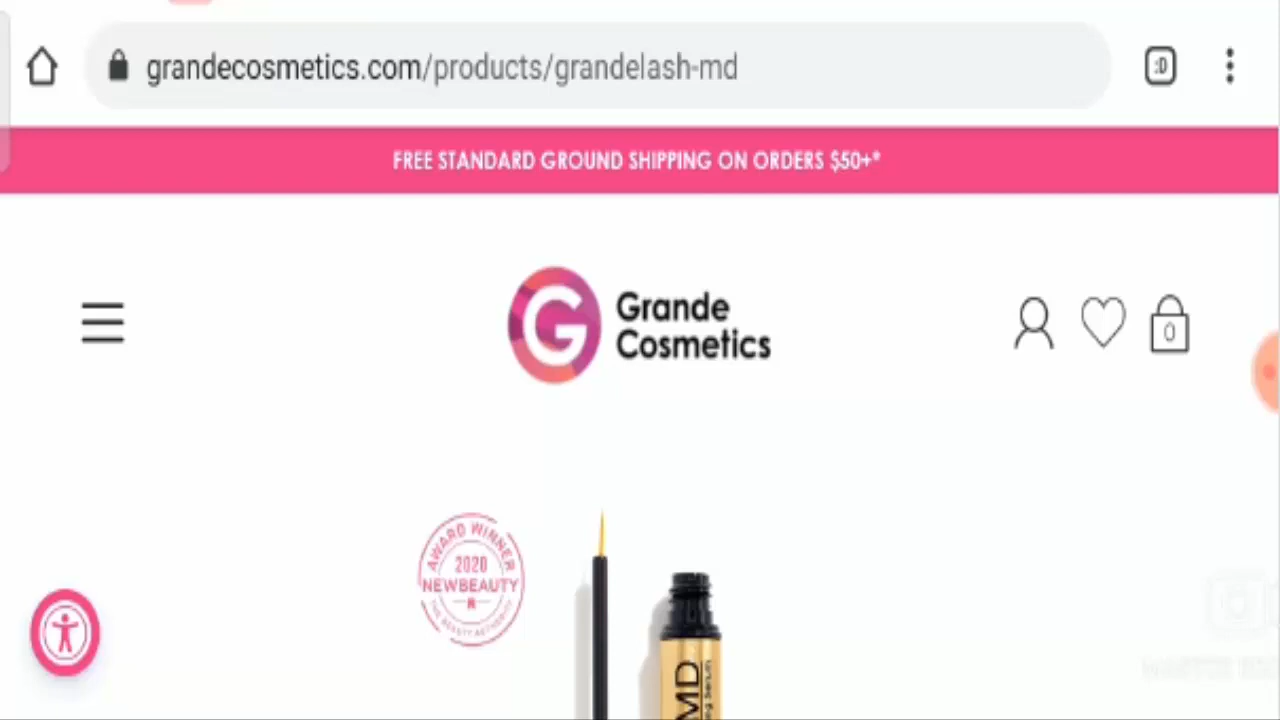 grandecosmetics.com/products/grandelash-md
:D
FREE STANDARD GROUND SHIPPING ON ORDERS $50+*
G
Grande
Cosmetics
0
AWARD WINNER
2020
NEWBEAUTY
MD